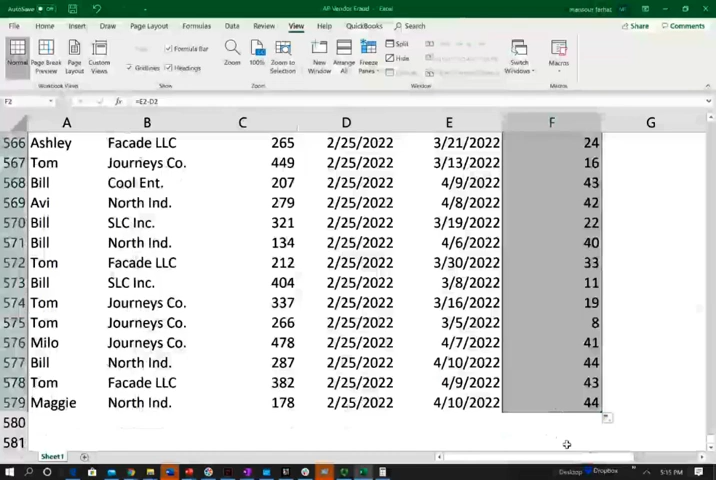 AutoSave Off AP Vendor Fraud - Excel mansour farhat
File Home Insert Draw Page Layout Formulas Data Review View Help QuickBooks Search Share Comments
Normal Page Break Preview Page Layout Custom Views Formula Bar Gridlines Headings Zoom 100% Zoom to Selection New Window Arrange All Freeze Panes Split Hide Switch Windows Macros
Workbook Views Show Zoom Window Macros
F2 fx =E2-D2
A B C D E F G
566 Ashley Facade LLC 265 2/25/2022 3/21/2022 24
567 Tom Journeys Co. 449 2/25/2022 3/13/2022 16
568 Bill Cool Ent. 207 2/25/2022 4/9/2022 43
569 Avi North Ind. 279 2/25/2022 4/8/2022 42
570 Bill SLC Inc. 321 2/25/2022 3/19/2022 22
571 Bill North Ind. 134 2/25/2022 4/6/2022 40
572 Tom Facade LLC 212 2/25/2022 3/30/2022 33
573 Bill SLC Inc. 404 2/25/2022 3/8/2022 11
574 Tom Journeys Co. 337 2/25/2022 3/16/2022 19
575 Tom Journeys Co. 266 2/25/2022 3/5/2022 8
576 Milo Journeys Co. 478 2/25/2022 4/7/2022 41
577 Bill North Ind. 287 2/25/2022 4/10/2022 44
578 Tom Facade LLC 382 2/25/2022 4/9/2022 43
579 Maggie North Ind. 178 2/25/2022 4/10/2022 44
580
581
Sheet1
Desktop Dropbox 5:15 PM